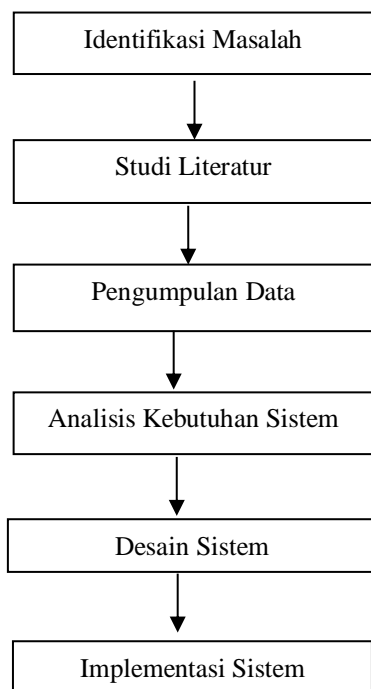 Identifikasi Masalah
Studi Literatur
Pengumpulan Data
Analisis Kebutuhan Sistem
Desain Sistem
Implementasi Sistem